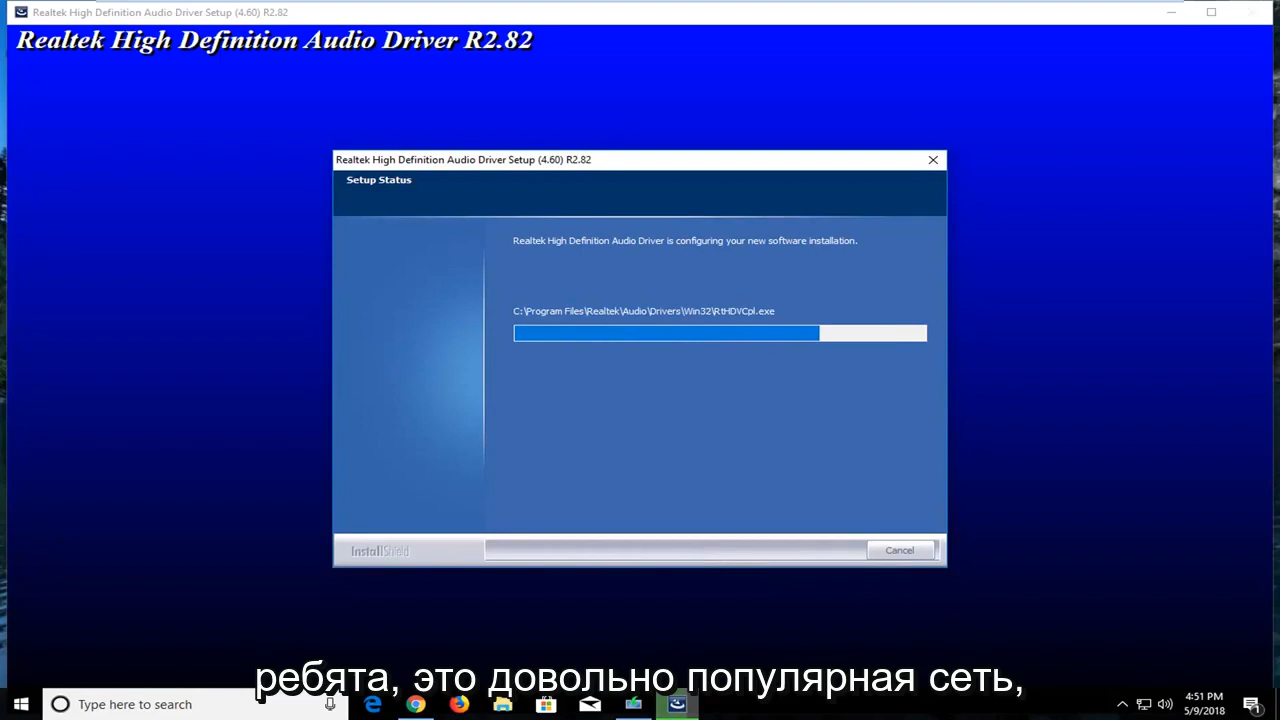 Realtek High Definition Audio Driver Setup (4.60) R2.82
Realtek High Definition Audio Driver R2.82
Realtek High Definition Audio Driver Setup (4.60) R2.82
Setup Status
Realtek High Definition Audio Driver is configuring your new software installation.
C:\Program Files\Realtek\Audio\Drivers\Win32\RtHDVCpl.exe
InstallShield
Cancel
ребята, это довольно популярная сеть,
Type here to search
4:51 PM
5/9/2018
1